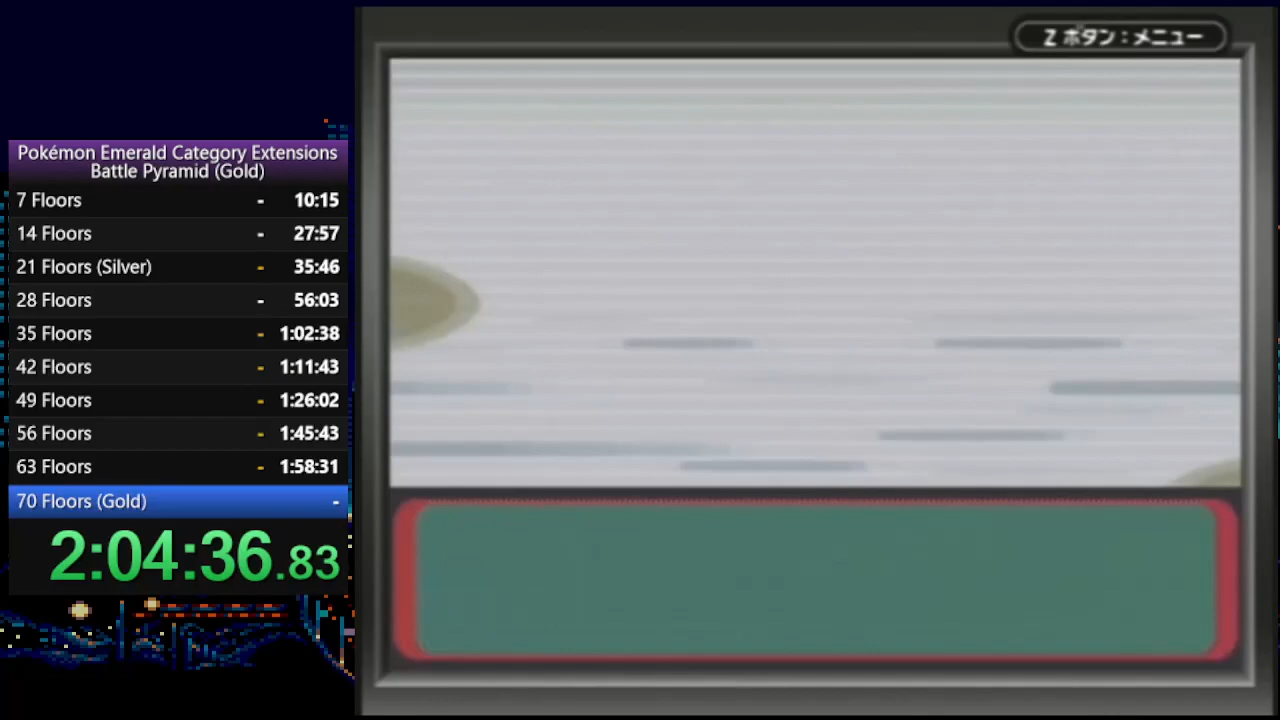 Z ボタン：メニュー
Pokémon Emerald Category Extensions
Battle Pyramid (Gold)
7 Floors - 10:15
14 Floors - 27:57
21 Floors (Silver) - 35:46
28 Floors - 56:03
35 Floors - 1:02:38
42 Floors - 1:11:43
49 Floors - 1:26:02
56 Floors - 1:45:43
63 Floors - 1:58:31
70 Floors (Gold) -
2:04:36.83